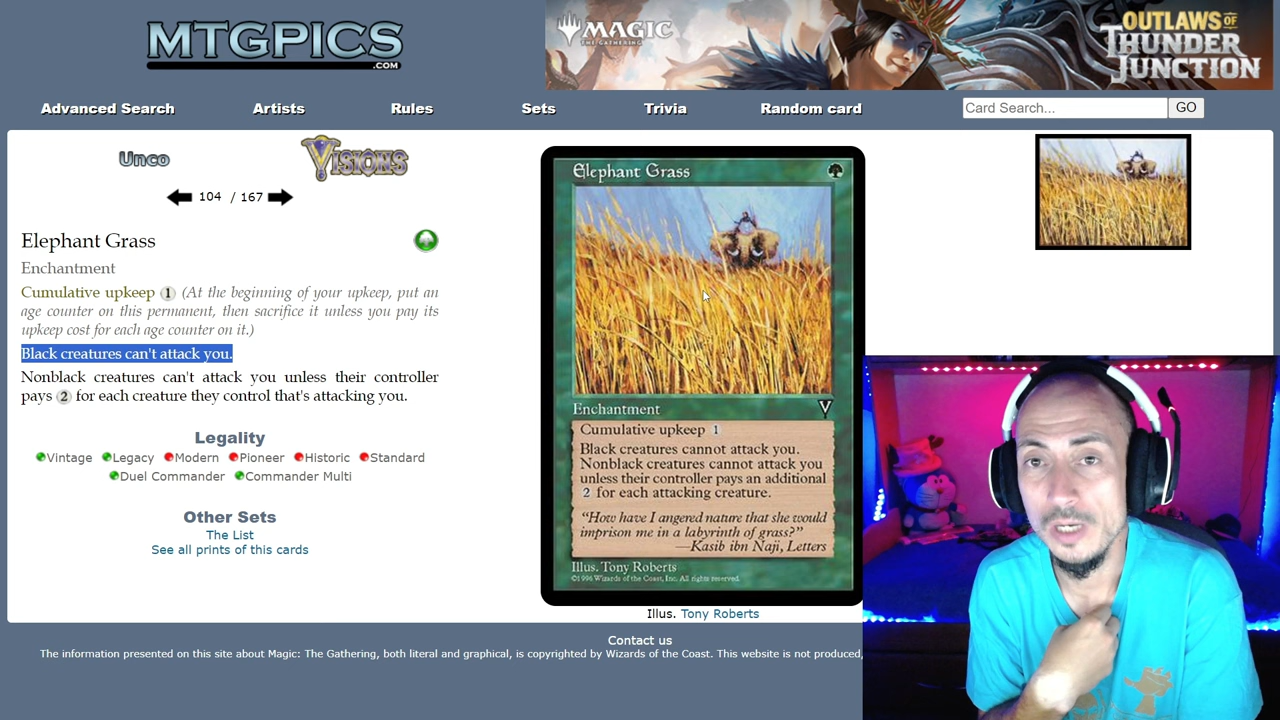 MTGPICS
.COM
MAGIC
THE GATHERING
OUTLAWS OF
THUNDER
JUNCTION
Advanced Search
Artists
Rules
Sets
Trivia
Random card
Card Search...
GO
Unco
VISIONS
104 / 167
Elephant Grass
Enchantment
Cumulative upkeep 1 (At the beginning of your upkeep, put an
age counter on this permanent, then sacrifice it unless you pay its
upkeep cost for each age counter on it.)
Black creatures can't attack you.
Nonblack creatures can't attack you unless their controller
pays 2 for each creature they control that's attacking you.
Legality
Vintage Legacy Modern Pioneer Historic Standard
Duel Commander Commander Multi
Other Sets
The List
See all prints of this cards
Elephant Grass
Enchantment
Cumulative upkeep 1
Black creatures cannot attack you.
Nonblack creatures cannot attack you
unless their controller pays an additional
2 for each attacking creature.
"How have I angered nature that she would
imprison me in a labyrinth of grass?"
—Kasib ibn Naji, Letters
Illus. Tony Roberts
©1996 Wizards of the Coast, Inc. All rights reserved.
Illus. Tony Roberts
Contact us
The information presented on this site about Magic: The Gathering, both literal and graphical, is copyrighted by Wizards of the Coast. This website is not produced,